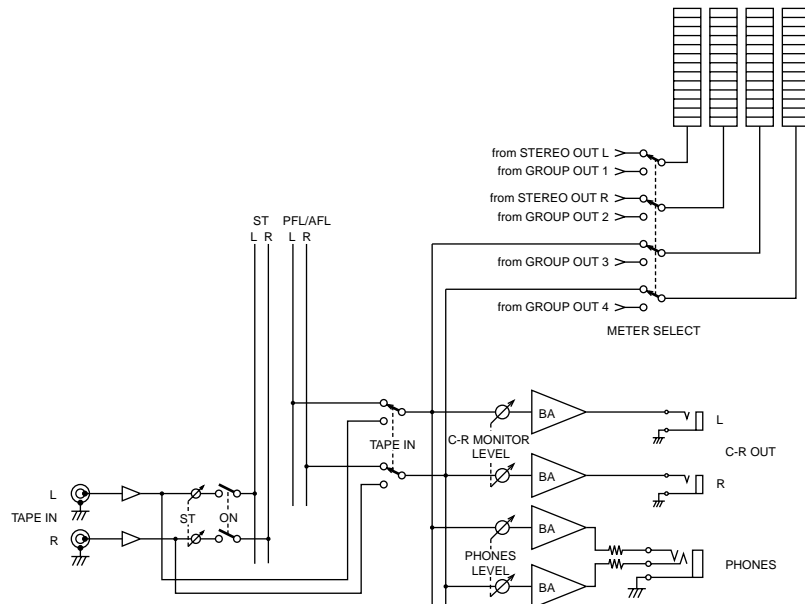 from STEREO OUT L
from GROUP OUT 1
from STEREO OUT R
from GROUP OUT 2
from GROUP OUT 3
from GROUP OUT 4
METER SELECT
ST PFL/AFL
L R L R
TAPE IN
C-R MONITOR
LEVEL
BA
L
C-R OUT
BA
R
L
TAPE IN
R
ST
ON
BA
PHONES
LEVEL
BA
PHONES